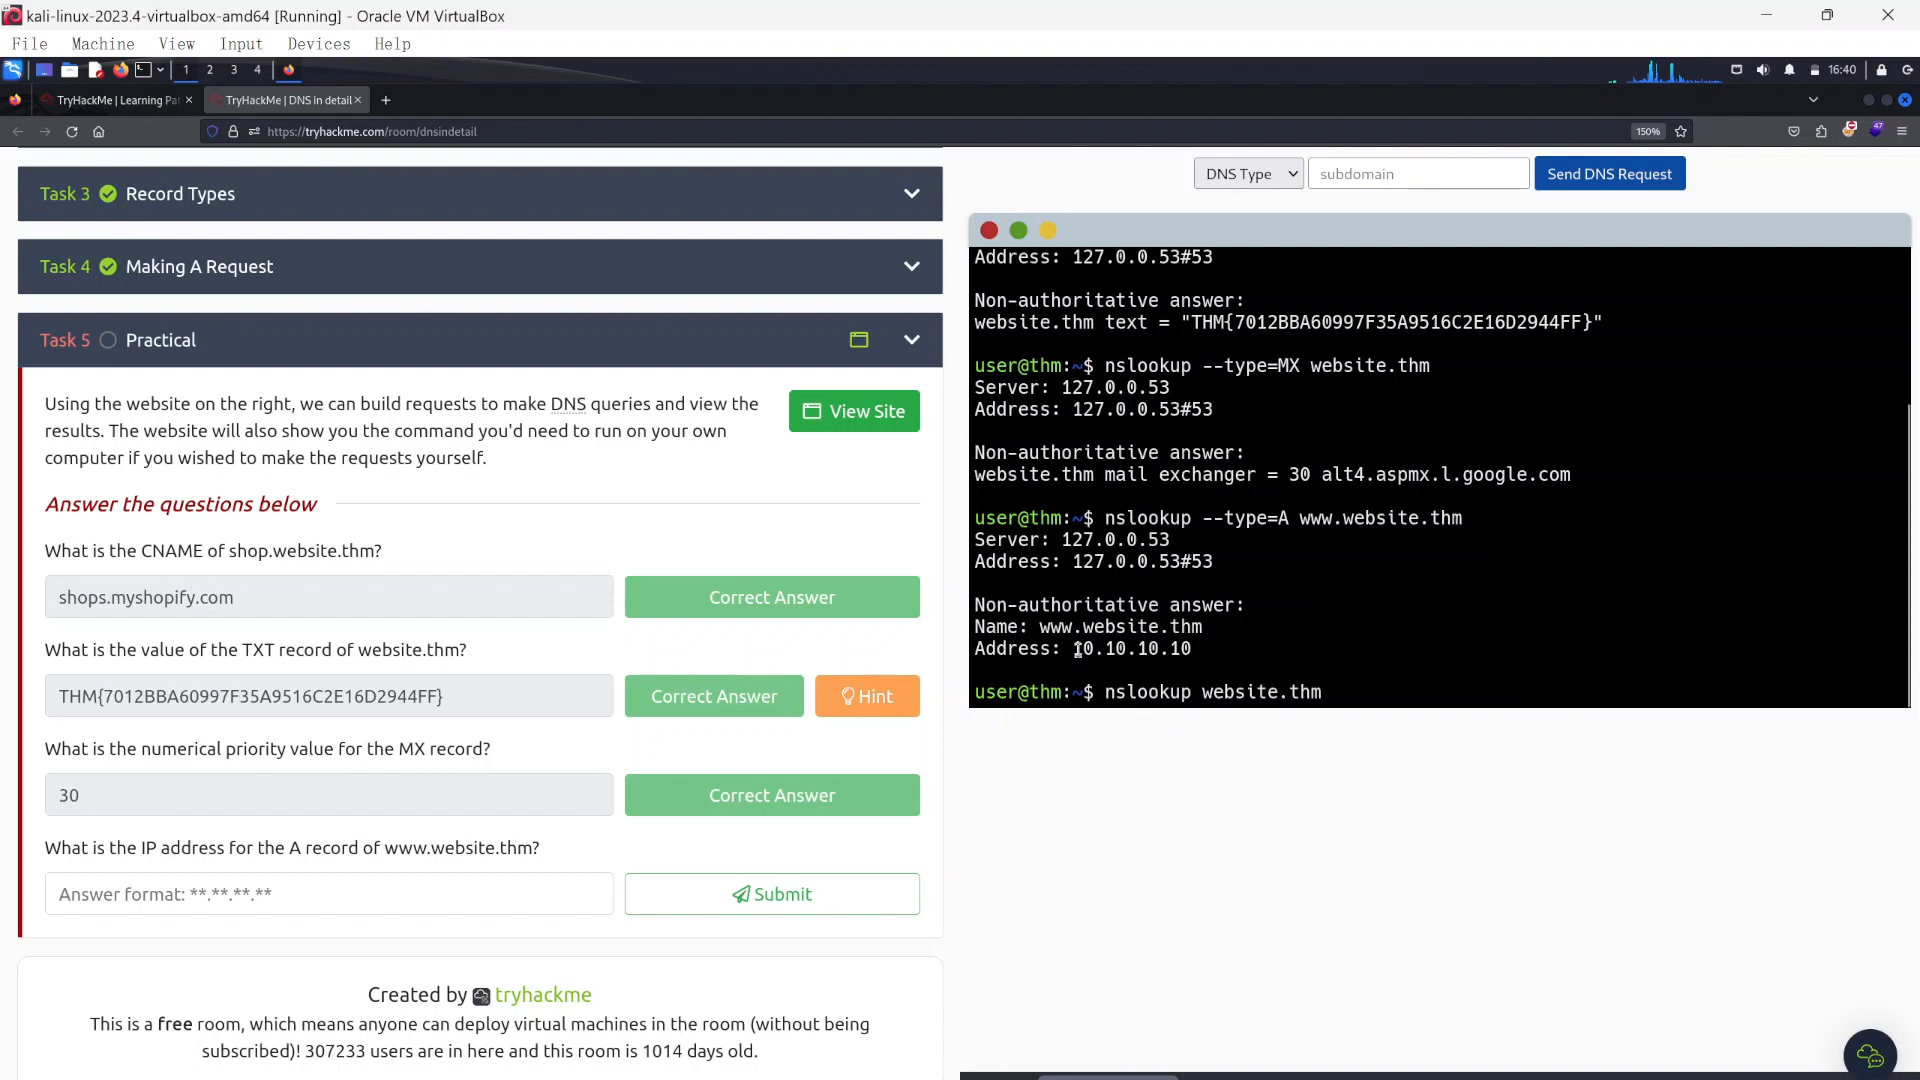 kali-linux-2023.4-virtualbox-amd64 [Running] - Oracle VM VirtualBox
File Machine View Input Devices Help
1 2 3 4 16:40
TryHackMe | Learning Pat TryHackMe | DNS in detail
https://tryhackme.com/room/dnsindetail 150% 47
DNS Type subdomain Send DNS Request
Task 3 Record Types
Task 4 Making A Request
Task 5 Practical
Using the website on the right, we can build requests to make DNS queries and view the
results. The website will also show you the command you'd need to run on your own
computer if you wished to make the requests yourself.
View Site
Answer the questions below
What is the CNAME of shop.website.thm?
shops.myshopify.com Correct Answer
What is the value of the TXT record of website.thm?
THM{7012BBA60997F35A9516C2E16D2944FF} Correct Answer Hint
What is the numerical priority value for the MX record?
30 Correct Answer
What is the IP address for the A record of www.website.thm?
Answer format: **.**.**.** Submit
Created by tryhackme
This is a free room, which means anyone can deploy virtual machines in the room (without being
subscribed)! 307233 users are in here and this room is 1014 days old.
Address: 127.0.0.53#53
Non-authoritative answer:
website.thm text = "THM{7012BBA60997F35A9516C2E16D2944FF}"
user@thm:~$ nslookup --type=MX website.thm
Server: 127.0.0.53
Address: 127.0.0.53#53
Non-authoritative answer:
website.thm mail exchanger = 30 alt4.aspmx.l.google.com
user@thm:~$ nslookup --type=A www.website.thm
Server: 127.0.0.53
Address: 127.0.0.53#53
Non-authoritative answer:
Name: www.website.thm
Address: 10.10.10.10
user@thm:~$ nslookup website.thm